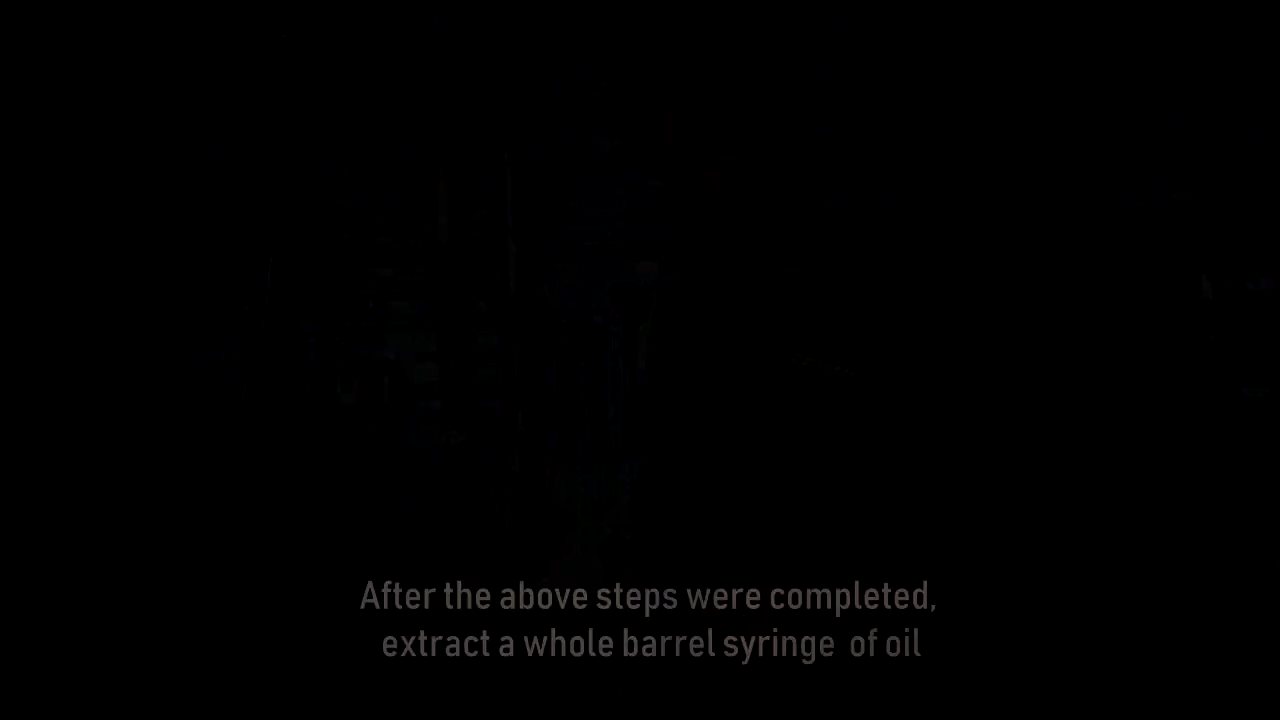 After the above steps were completed,
extract a whole barrel syringe of oil